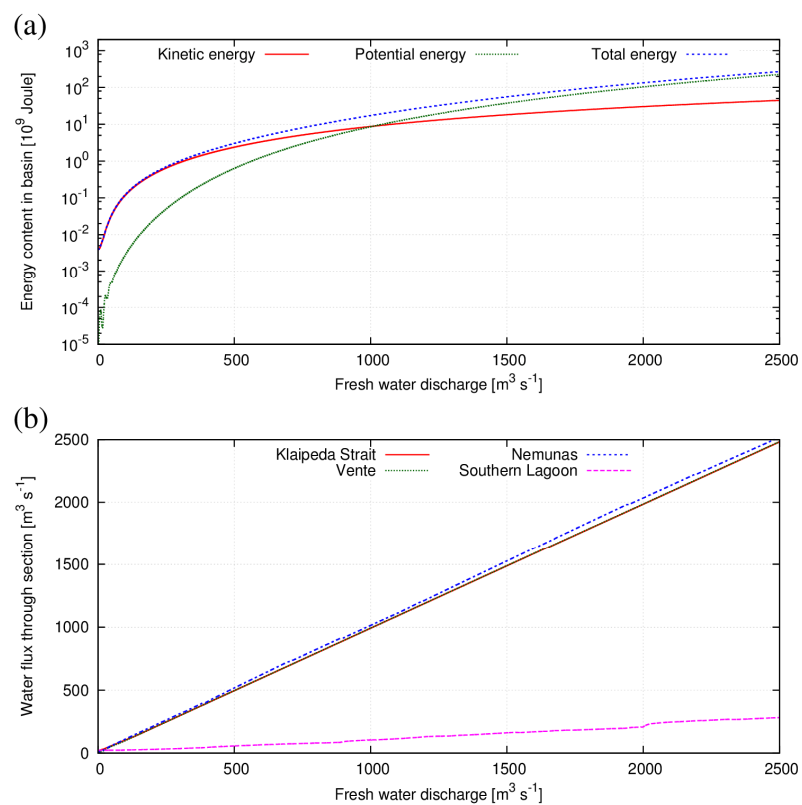 (a)
Kinetic energy Potential energy Total energy
Energy content in basin [10^9 Joule]
10^3
10^2
10^1
10^0
10^-1
10^-2
10^-3
10^-4
10^-5
0 500 1000 1500 2000 2500
Fresh water discharge [m^3 s^-1]
(b)
Klaipeda Strait Nemunas
Vente Southern Lagoon
Water flux through section [m^3 s^-1]
2500
2000
1500
1000
500
0
0 500 1000 1500 2000 2500
Fresh water discharge [m^3 s^-1]